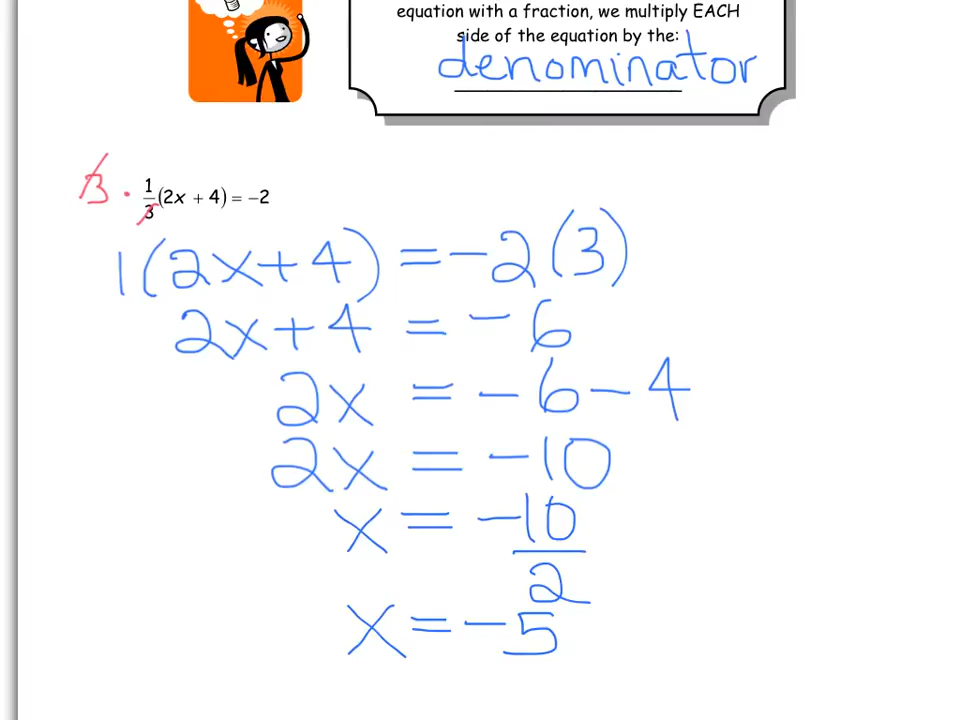 equation with a fraction, we multiply EACH
side of the equation by the:
denominator
3 · 1/3 (2x + 4) = -2
1(2x+4) = -2(3)
2x+4 = -6
2x = -6-4
2x = -10
x = -10/2
x = -5